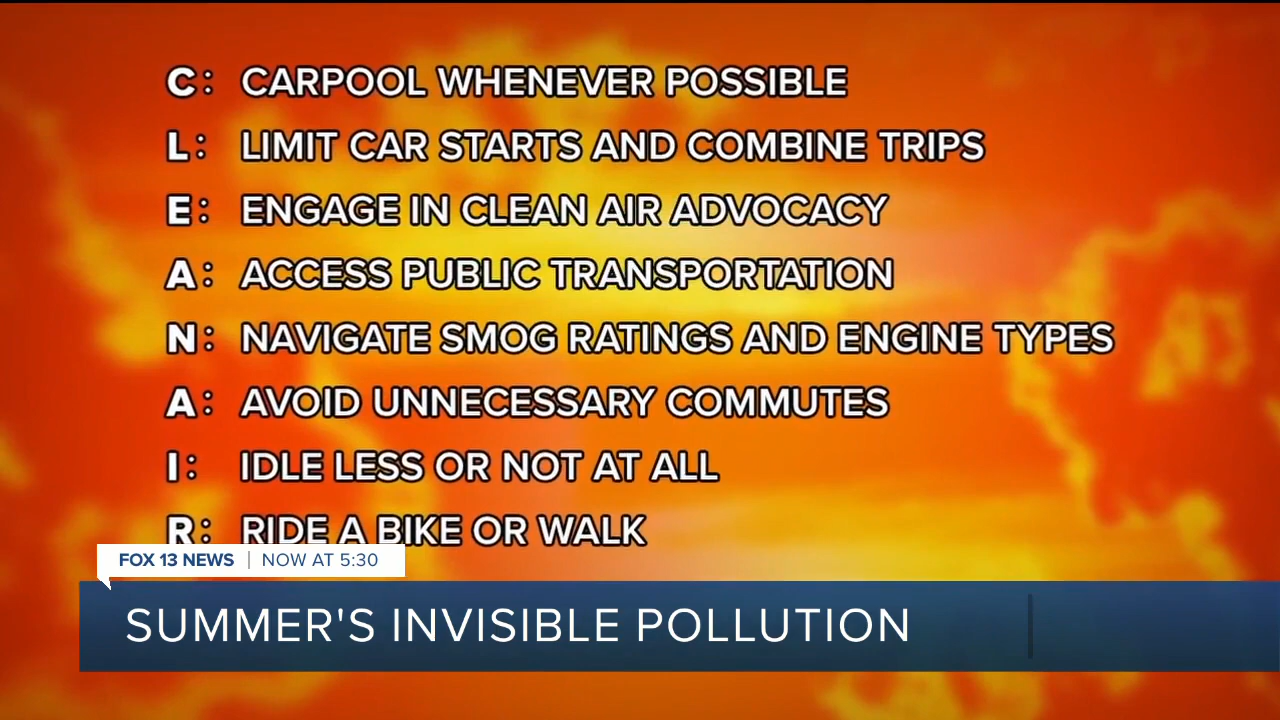 C: CARPOOL WHENEVER POSSIBLE
L: LIMIT CAR STARTS AND COMBINE TRIPS
E: ENGAGE IN CLEAN AIR ADVOCACY
A: ACCESS PUBLIC TRANSPORTATION
N: NAVIGATE SMOG RATINGS AND ENGINE TYPES
A: AVOID UNNECESSARY COMMUTES
I: IDLE LESS OR NOT AT ALL
R: RIDE A BIKE OR WALK
FOX 13 NEWS | NOW AT 5:30
SUMMER'S INVISIBLE POLLUTION